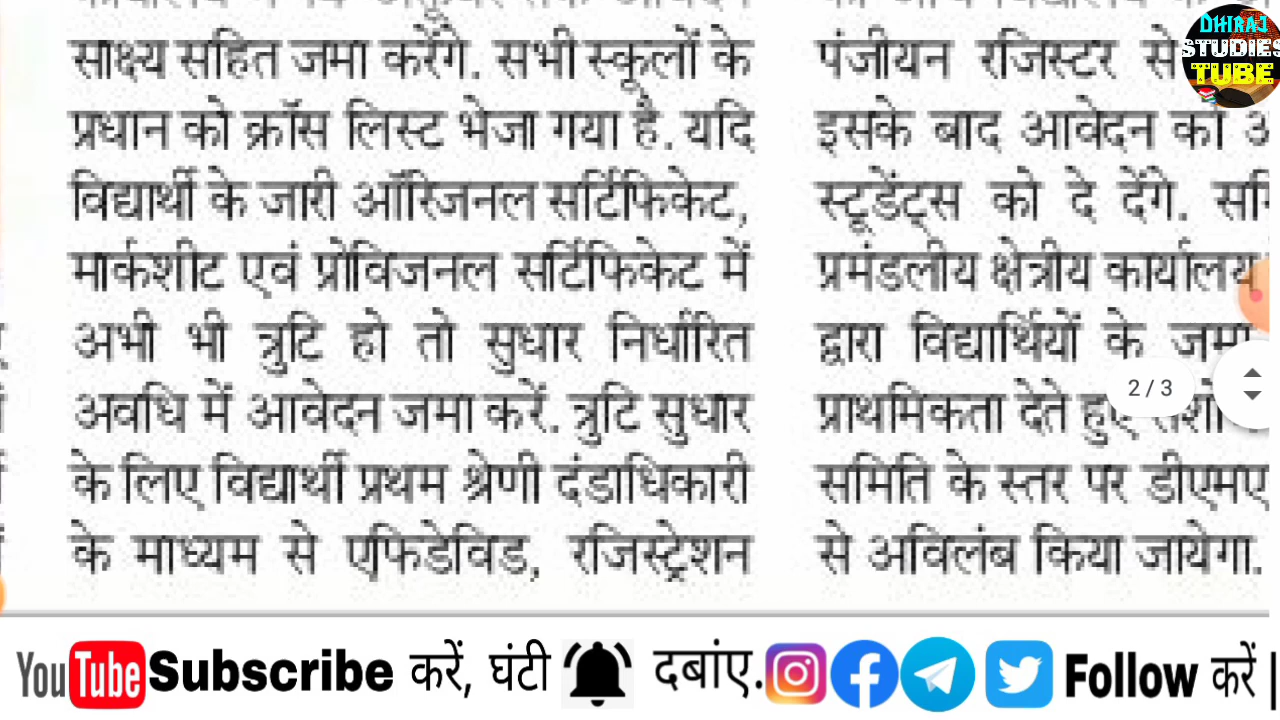 साक्ष्य सहित जमा करेंगे. सभी स्कूलों के
प्रधान को क्रॉस लिस्ट भेजा गया है. यदि
विद्यार्थी के जारी ऑरिजनल सर्टिफिकेट,
मार्कशीट एवं प्रोविजनल सर्टिफिकेट में
अभी भी त्रुटि हो तो सुधार निर्धारित
अवधि में आवेदन जमा करें. त्रुटि सुधार
के लिए विद्यार्थी प्रथम श्रेणी दंडाधिकारी
के माध्यम से एफिडेविड, रजिस्ट्रेशन
पंजीयन रजिस्टर से
इसके बाद आवेदन को
स्टूडेंट्स को दे देंगे.
प्रमंडलीय क्षेत्रीय कार्यालय
द्वारा विद्यार्थियों के जमा
प्राथमिकता देते हुए
समिति के स्तर पर
से अविलंब किया जायेगा.
DHIRAJ
STUDIES
TUBE
2 / 3
YouTube Subscribe करें, घंटी दबांए. Follow करें |